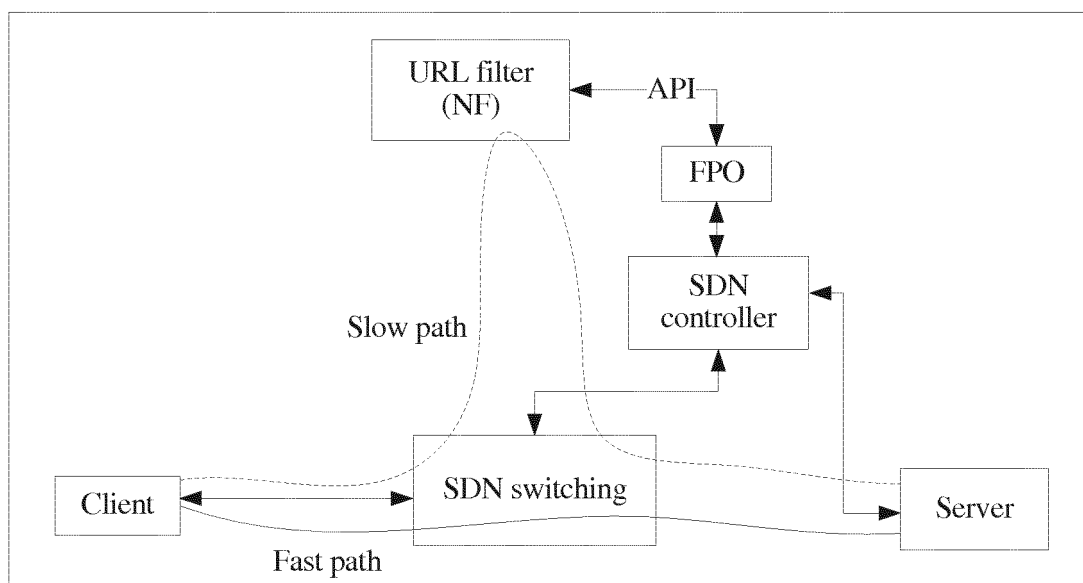 URL filter
(NF)
API
FPO
SDN
controller
Slow path
Client
SDN switching
Server
Fast path